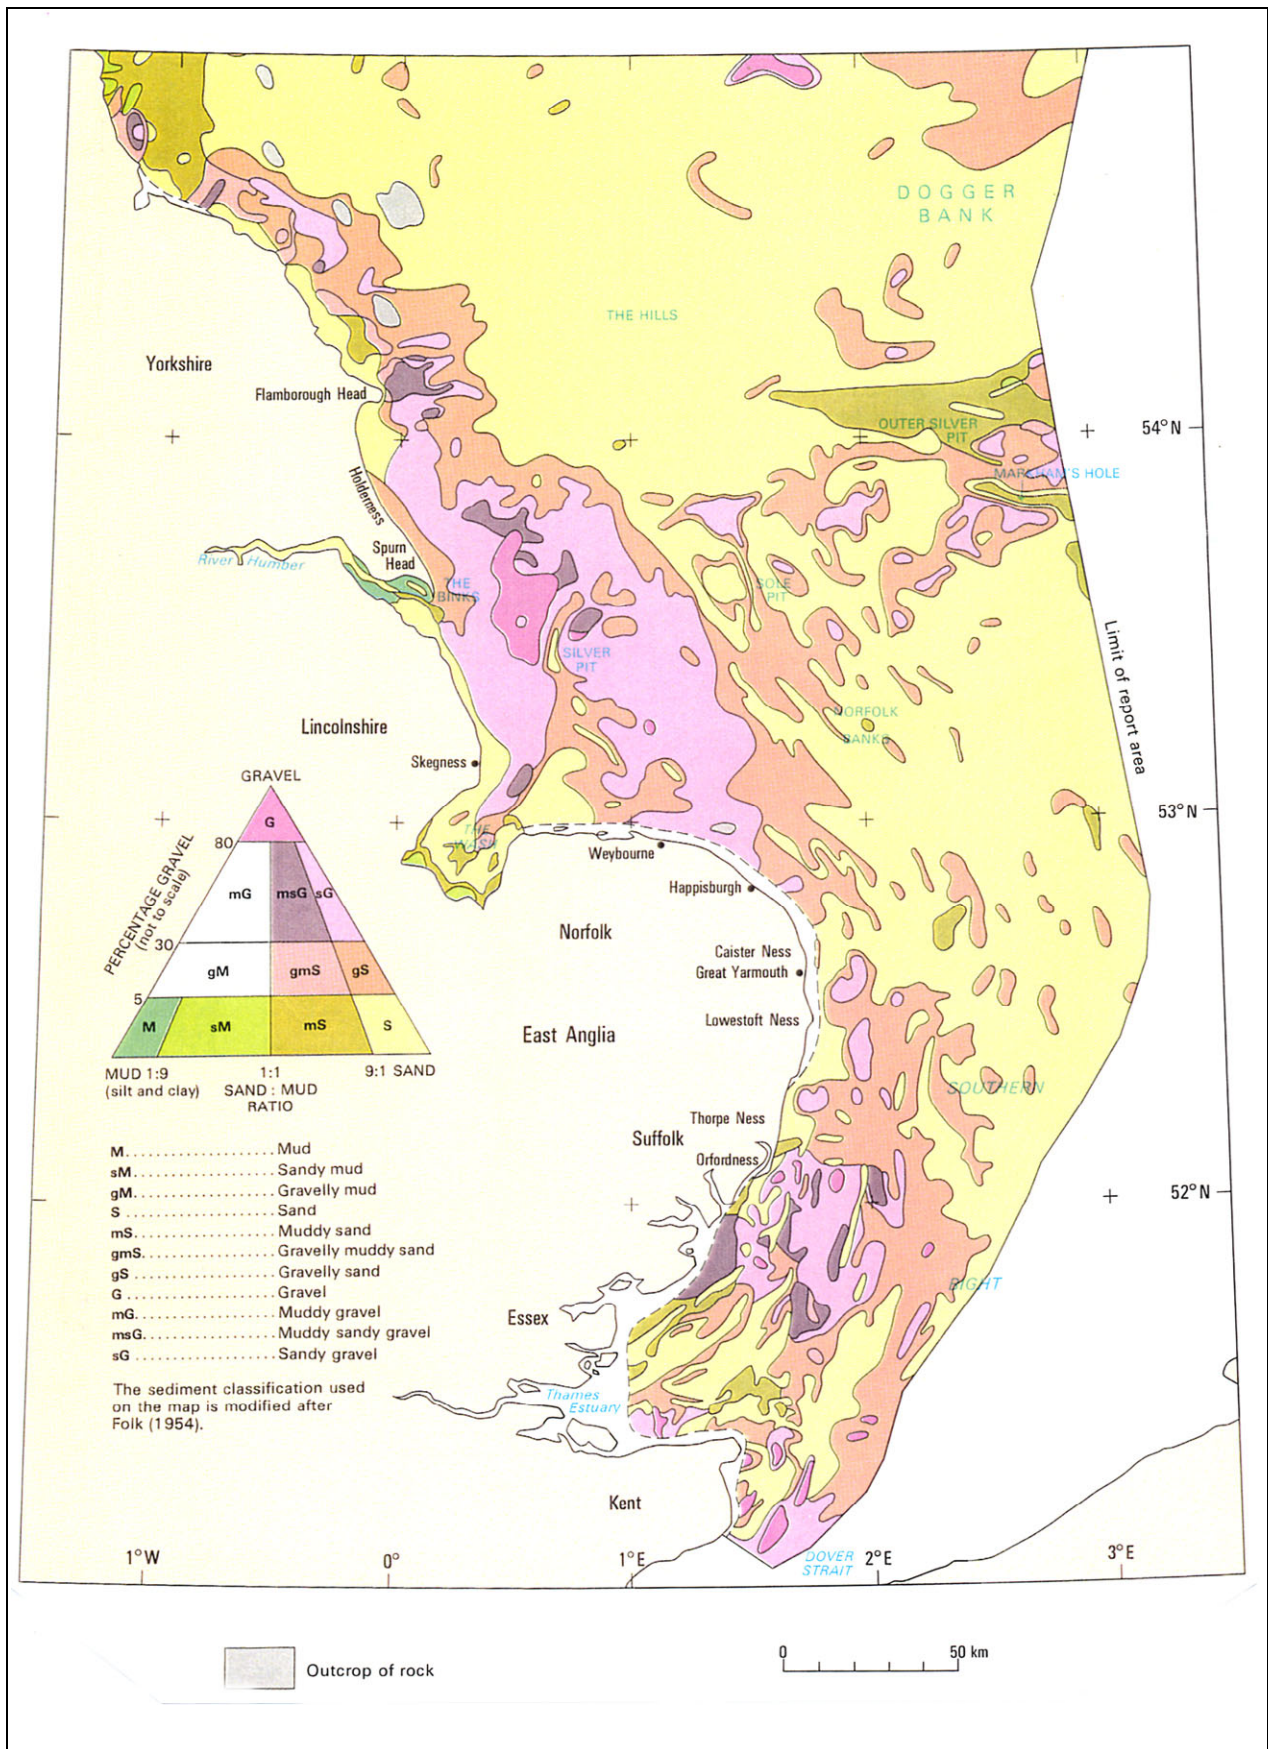 DOGGER
BANK
THE HILLS
Yorkshire
Flamborough Head
OUTER SILVER
PIT
54°N
MARKHAM'S HOLE
Holderness
Spurn
Head
River Humber
THE
BINKS
SOLE
PIT
SILVER
PIT
Limit of report area
NORFOLK
BANKS
Lincolnshire
Skegness
GRAVEL
G
80
PERCENTAGE GRAVEL
(not to scale)
mG
msG
sG
30
gM
gmS
gS
5
M
sM
mS
S
MUD 1:9
(silt and clay)
1:1
SAND : MUD
RATIO
9:1 SAND
53°N
THE
WASH
Weybourne
Happisburgh
Norfolk
Caister Ness
Great Yarmouth
East Anglia
Lowestoft Ness
SOUTHERN
Thorpe Ness
Suffolk
Orfordness
52°N
BIGHT
Essex
Thames
Estuary
Kent
DOVER
STRAIT
M....................Mud
sM...................Sandy mud
gM...................Gravelly mud
S ....................Sand
mS...................Muddy sand
gmS..................Gravelly muddy sand
gS ...................Gravelly sand
G ....................Gravel
mG...................Muddy gravel
msG..................Muddy sandy gravel
sG ...................Sandy gravel
The sediment classification used
on the map is modified after
Folk (1954).
1°W
0°
1°E
2°E
3°E
Outcrop of rock
0
50 km